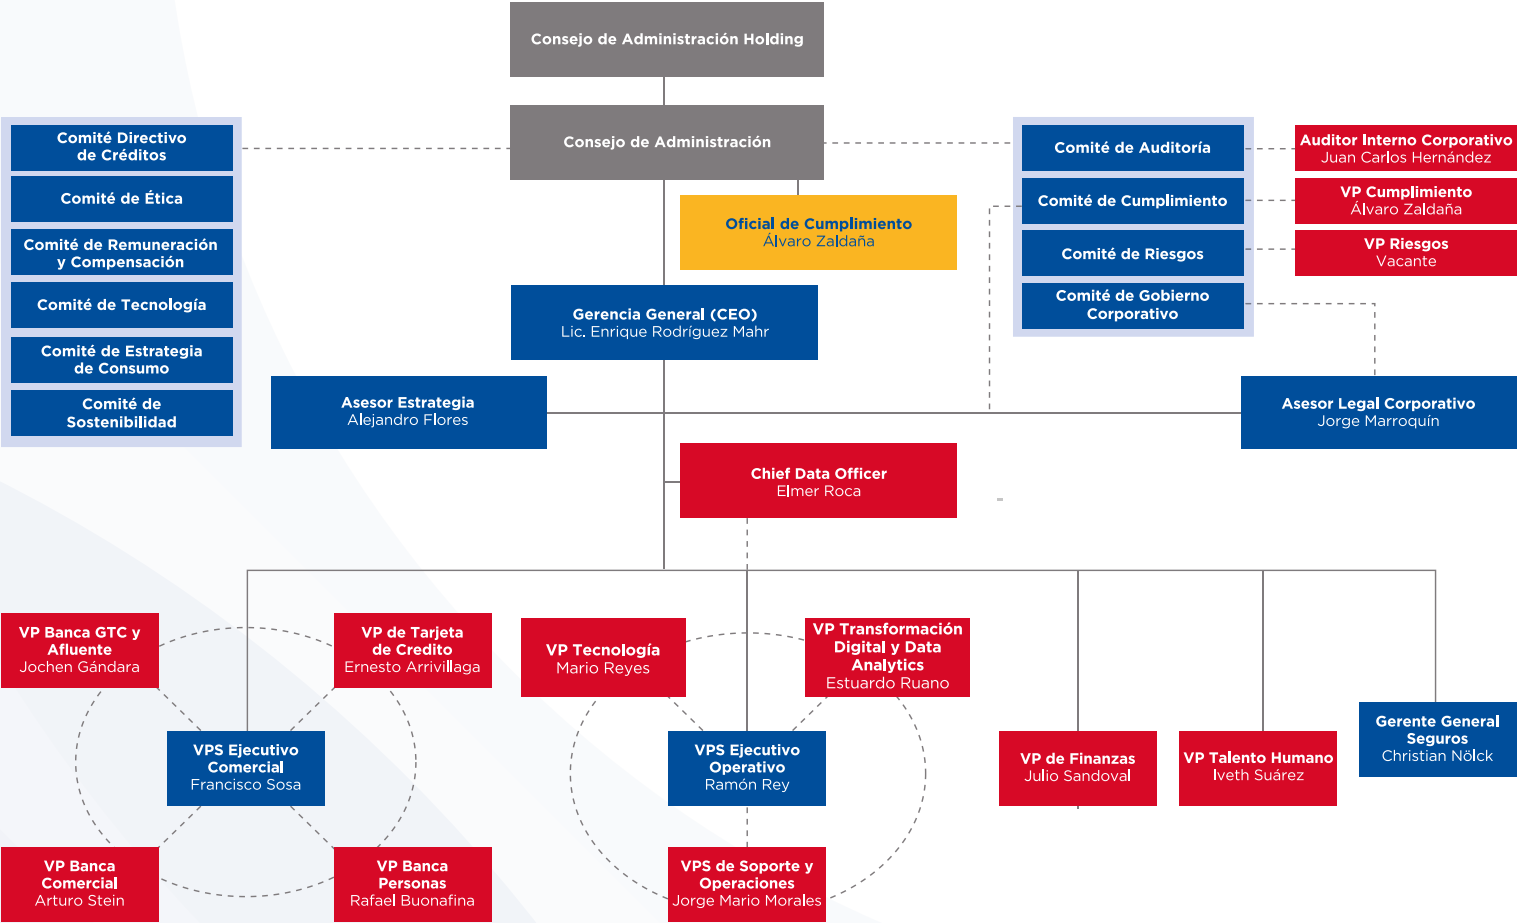 Consejo de Administración Holding
Consejo de Administración
Comité Directivo
de Créditos
Comité de Ética
Comité de Remuneración
y Compensación
Comité de Tecnología
Comité de Estrategia
de Consumo
Comité de
Sostenibilidad
Comité de Auditoría
Comité de Cumplimiento
Comité de Riesgos
Comité de Gobierno
Corporativo
Auditor Interno Corporativo
Juan Carlos Hernández
VP Cumplimiento
Álvaro Zaldaña
VP Riesgos
Vacante
Oficial de Cumplimiento
Álvaro Zaldaña
Gerencia General (CEO)
Lic. Enrique Rodríguez Mahr
Asesor Estrategia
Alejandro Flores
Asesor Legal Corporativo
Jorge Marroquín
Chief Data Officer
Elmer Roca
VP Banca GTC y
Afluente
Jochen Gándara
VP de Tarjeta
de Credito
Ernesto Arrivillaga
VPS Ejecutivo
Comercial
Francisco Sosa
VP Banca
Comercial
Arturo Stein
VP Banca
Personas
Rafael Buonafina
VP Tecnología
Mario Reyes
VP Transformación
Digital y Data
Analytics
Estuardo Ruano
VPS Ejecutivo
Operativo
Ramón Rey
VPS de Soporte y
Operaciones
Jorge Mario Morales
VP de Finanzas
Julio Sandoval
VP Talento Humano
Iveth Suárez
Gerente General
Seguros
Christian Nölck